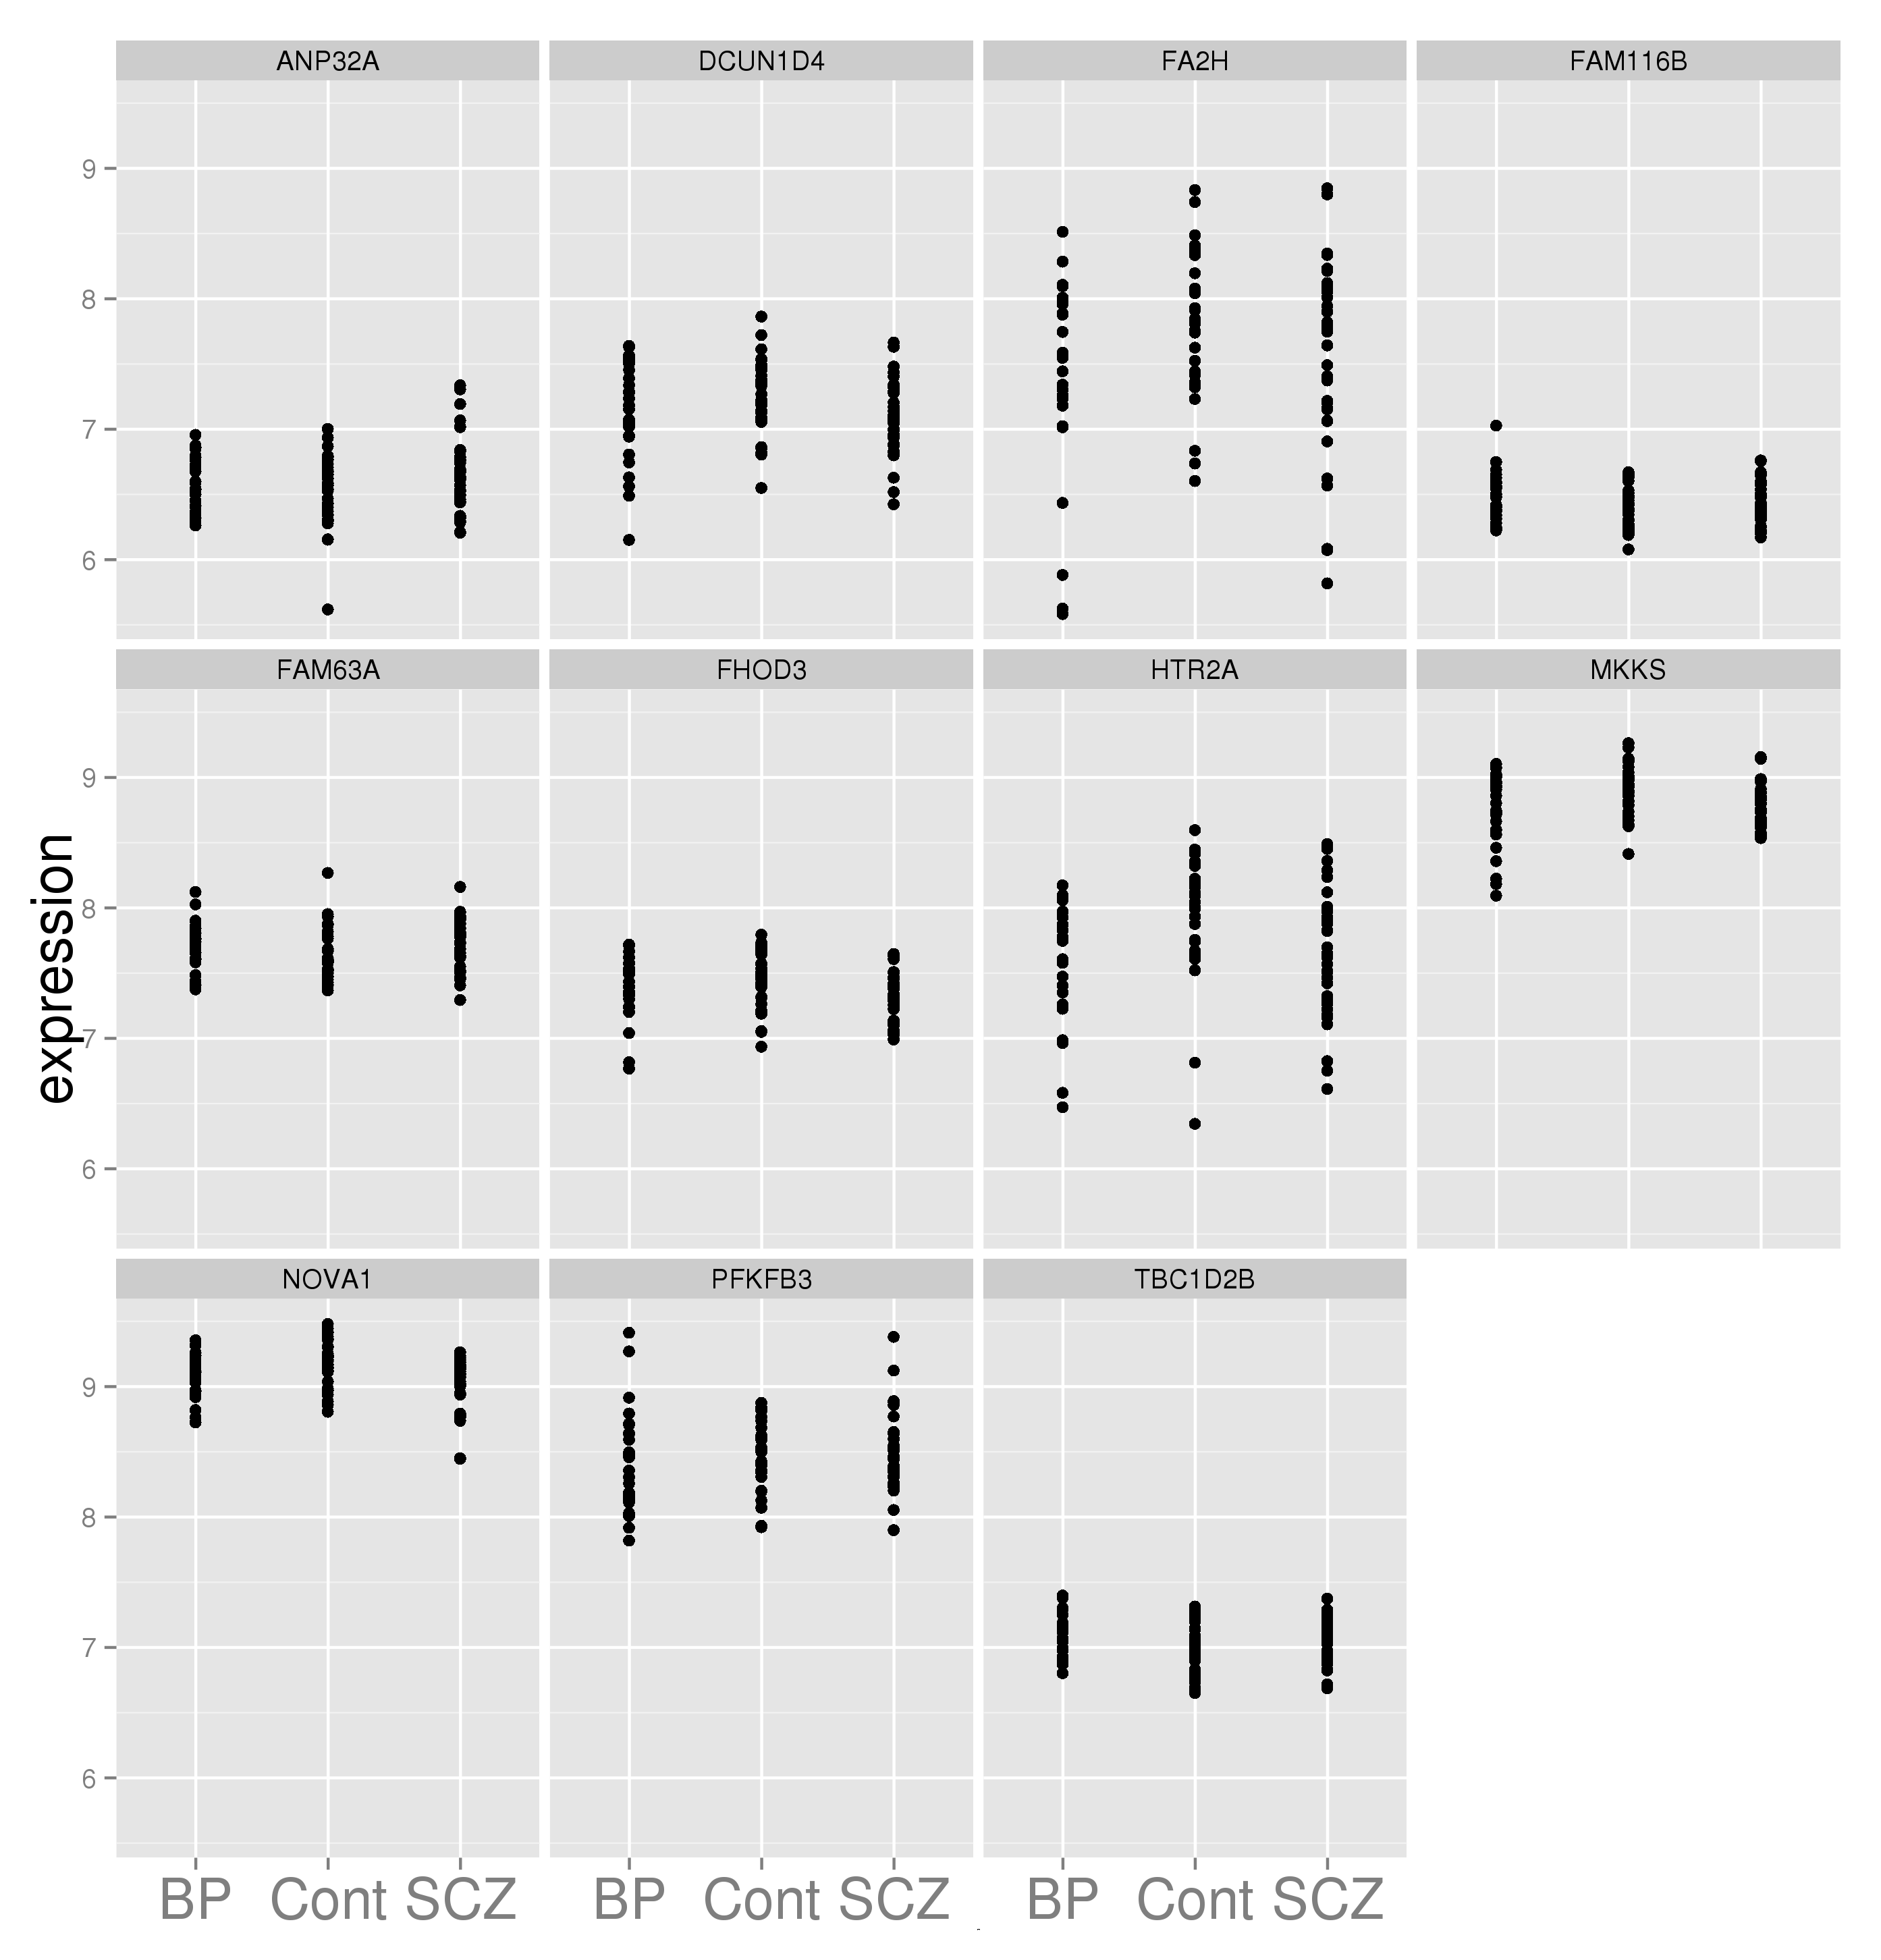 ANP32A DCUN1D4 FA2H FAM116B
9
8
7
6
FAM63A FHOD3 HTR2A MKKS
9
8
7
6
expression
NOVA1 PFKFB3 TBC1D2B
9
8
7
6
BP Cont SCZ BP Cont SCZ BP Cont SCZ